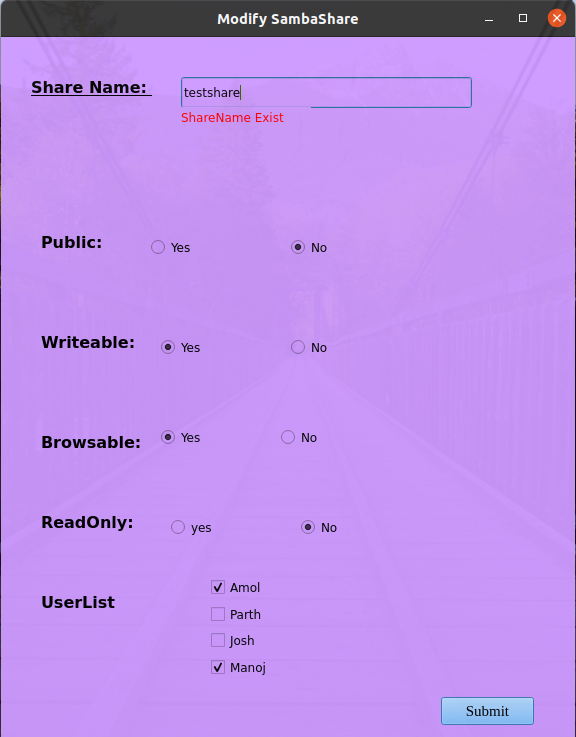 Modify SambaShare
Share Name:
testshare
ShareName Exist
Public:
Yes
No
Writeable:
Yes
No
Browsable:
Yes
No
ReadOnly:
yes
No
UserList
Amol
Parth
Josh
Manoj
Submit